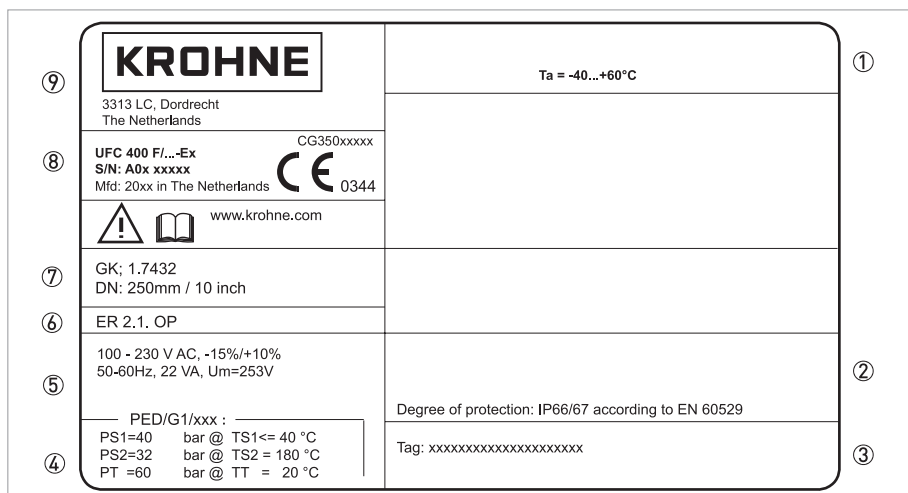 KROHNE
3313 LC, Dordrecht
The Netherlands
⑨
Ta = -40...+60°C
①
CG350xxxxx
UFC 400 F/...-Ex
S/N: A0x xxxxx
Mfd: 20xx in The Netherlands
CE 0344
⑧
www.krohne.com
GK; 1.7432
DN: 250mm / 10 inch
⑦
ER 2.1. OP
⑥
100 - 230 V AC, -15%/+10%
50-60Hz, 22 VA, Um=253V
⑤
②
Degree of protection: IP66/67 according to EN 60529
PED/G1/xxx :
PS1=40 bar @ TS1<= 40 °C
PS2=32 bar @ TS2 = 180 °C
PT =60 bar @ TT = 20 °C
④
Tag: xxxxxxxxxxxxxxxxxxxxx
③